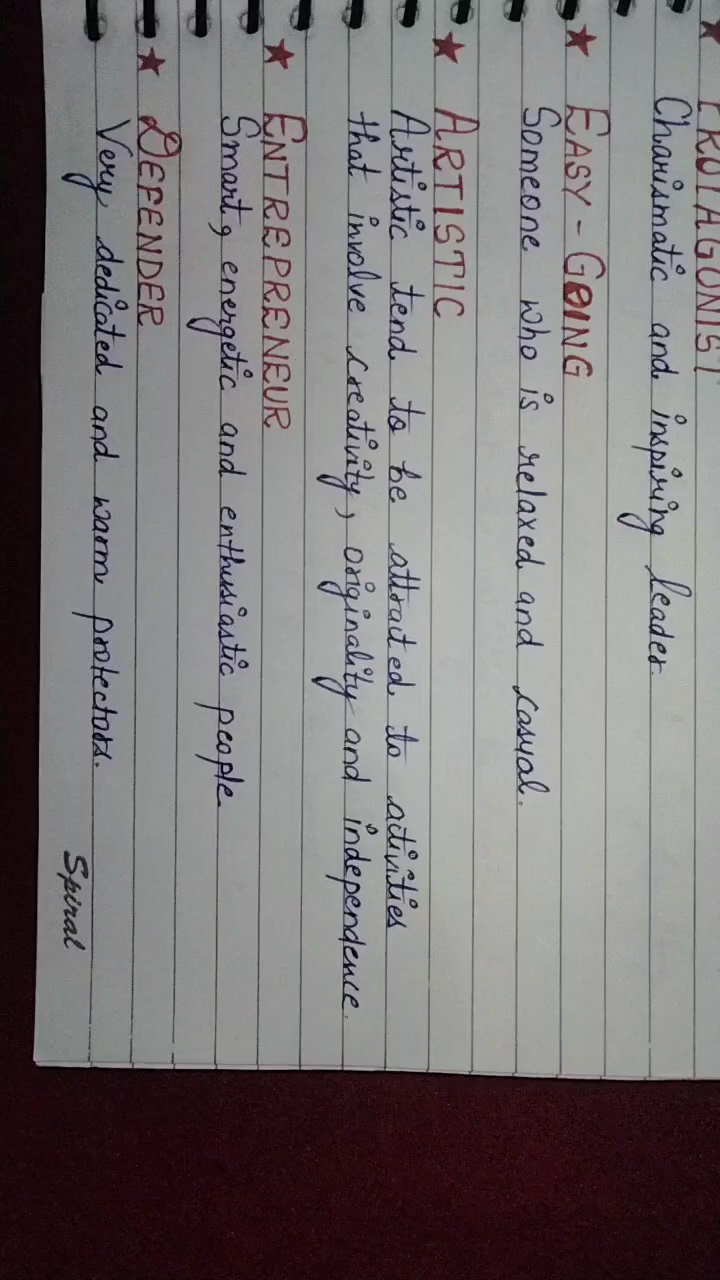 ★ PROTAGONIST
Charismatic and inspiring leader.
★ EASY-GOING
Someone who is relaxed and casual.
★ ARTISTIC
Artistic tend to be attracted to activities
that involve creativity, originality and independence.
★ ENTREPRENEUR
Smart, energetic and enthusiastic people
★ DEFENDER
Very dedicated and warm protectors.
Spiral